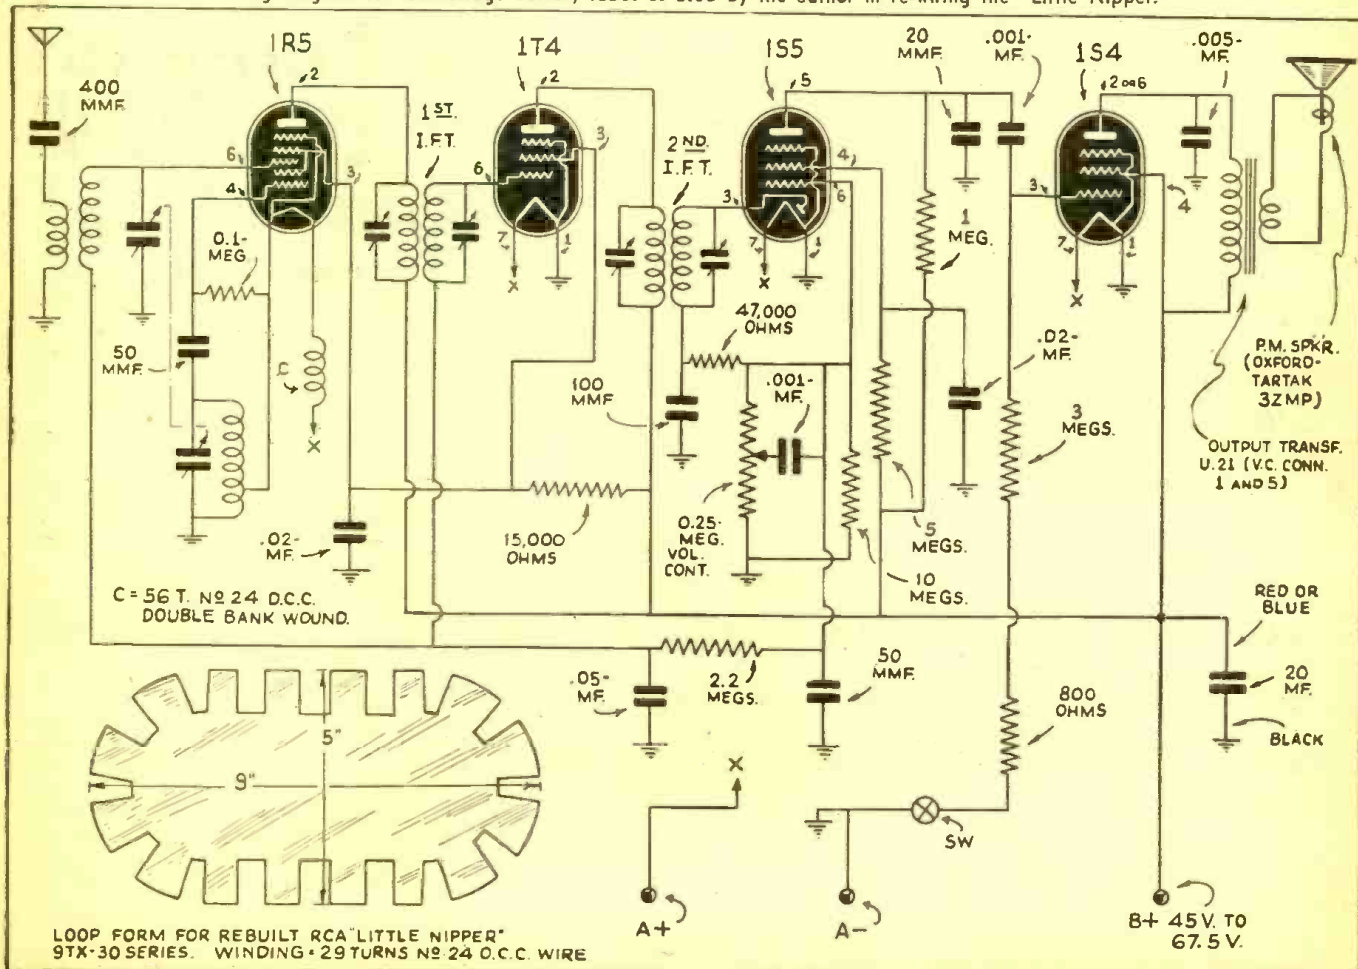 1R5
1T4
1S5
20
MMF.
.001-
MF.
1S4
.005-
MF.
400
MMF.
2
2
5
2 OR 6
1 ST.
I.F.T.
2 ND.
I.F.T.
6
4
3
6
3
7
1
3
4
6
7
1
3
4
7
1
0.1-
MEG.
50
MMF.
C
X
X
X
X
1
MEG.
47,000
OHMS
100
MMF
.001-
MF.
.02-
MF.
3
MEGS.
P.M. SPKR.
(OXFORD-
TARTAK
3ZMP)
OUTPUT TRANSF.
U.21 (V.C. CONN.
1 AND 5)
.02-
MF.
15,000
OHMS
0.25-
MEG.
VOL.
CONT.
5
MEGS.
10
MEGS.
C = 56 T. Nº 24 D.C.C.
DOUBLE BANK WOUND.
RED OR
BLUE
20
MF.
BLACK
.05-
MF.
2.2
MEGS.
50
MMF.
800
OHMS
5"
9"
X
SW
A+
A-
B+ 45 V. TO
67.5 V.
LOOP FORM FOR REBUILT RCA "LITTLE NIPPER"
9TX-30 SERIES. WINDING = 29 TURNS Nº 24 D.C.C. WIRE